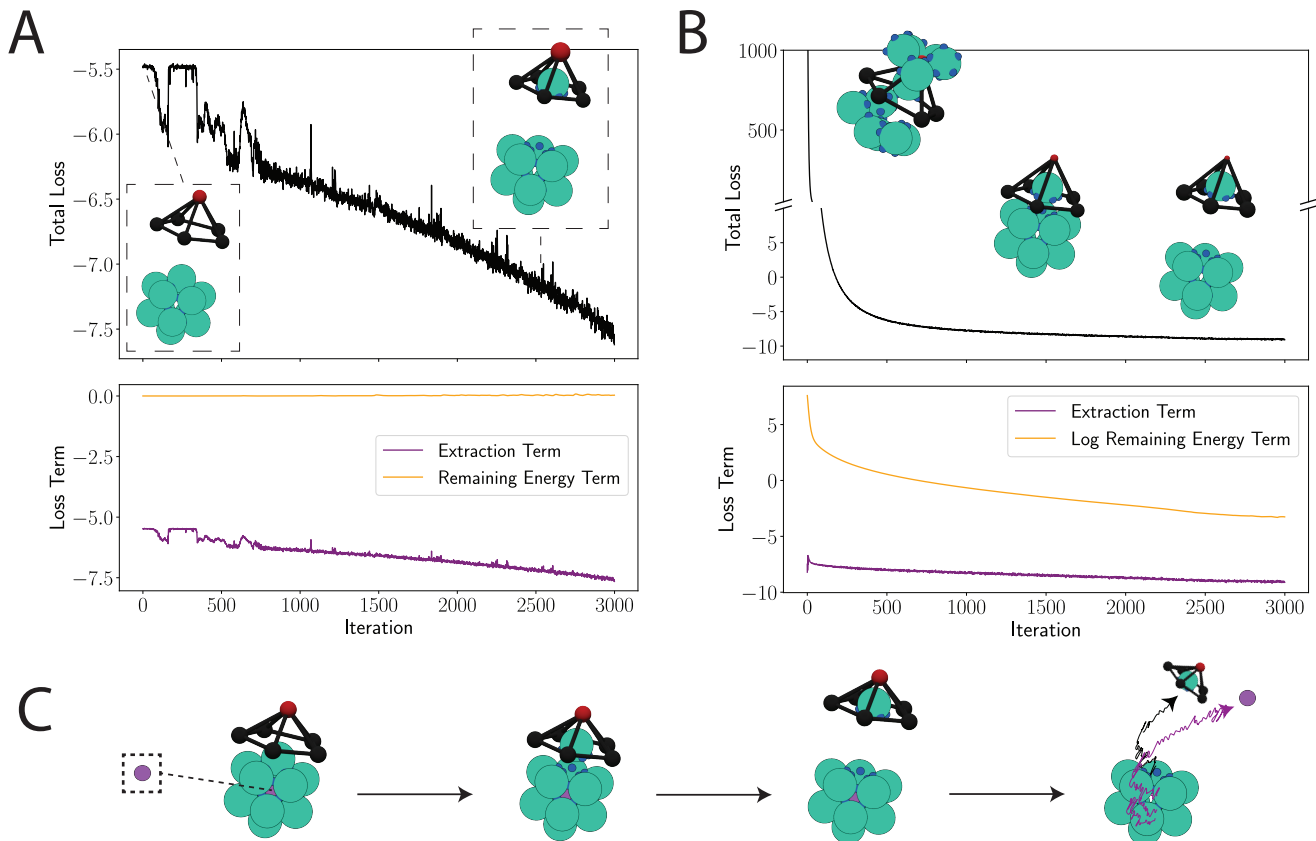 A
Total Loss
−5.5
−6.0
−6.5
−7.0
−7.5
Loss Term
0.0
−2.5
−5.0
−7.5
Extraction Term
Remaining Energy Term
0 500 1000 1500 2000 2500 3000
Iteration
B
Total Loss
1000
500
5
0
−5
−10
Loss Term
5
0
−5
−10
Extraction Term
Log Remaining Energy Term
0 500 1000 1500 2000 2500 3000
Iteration
C